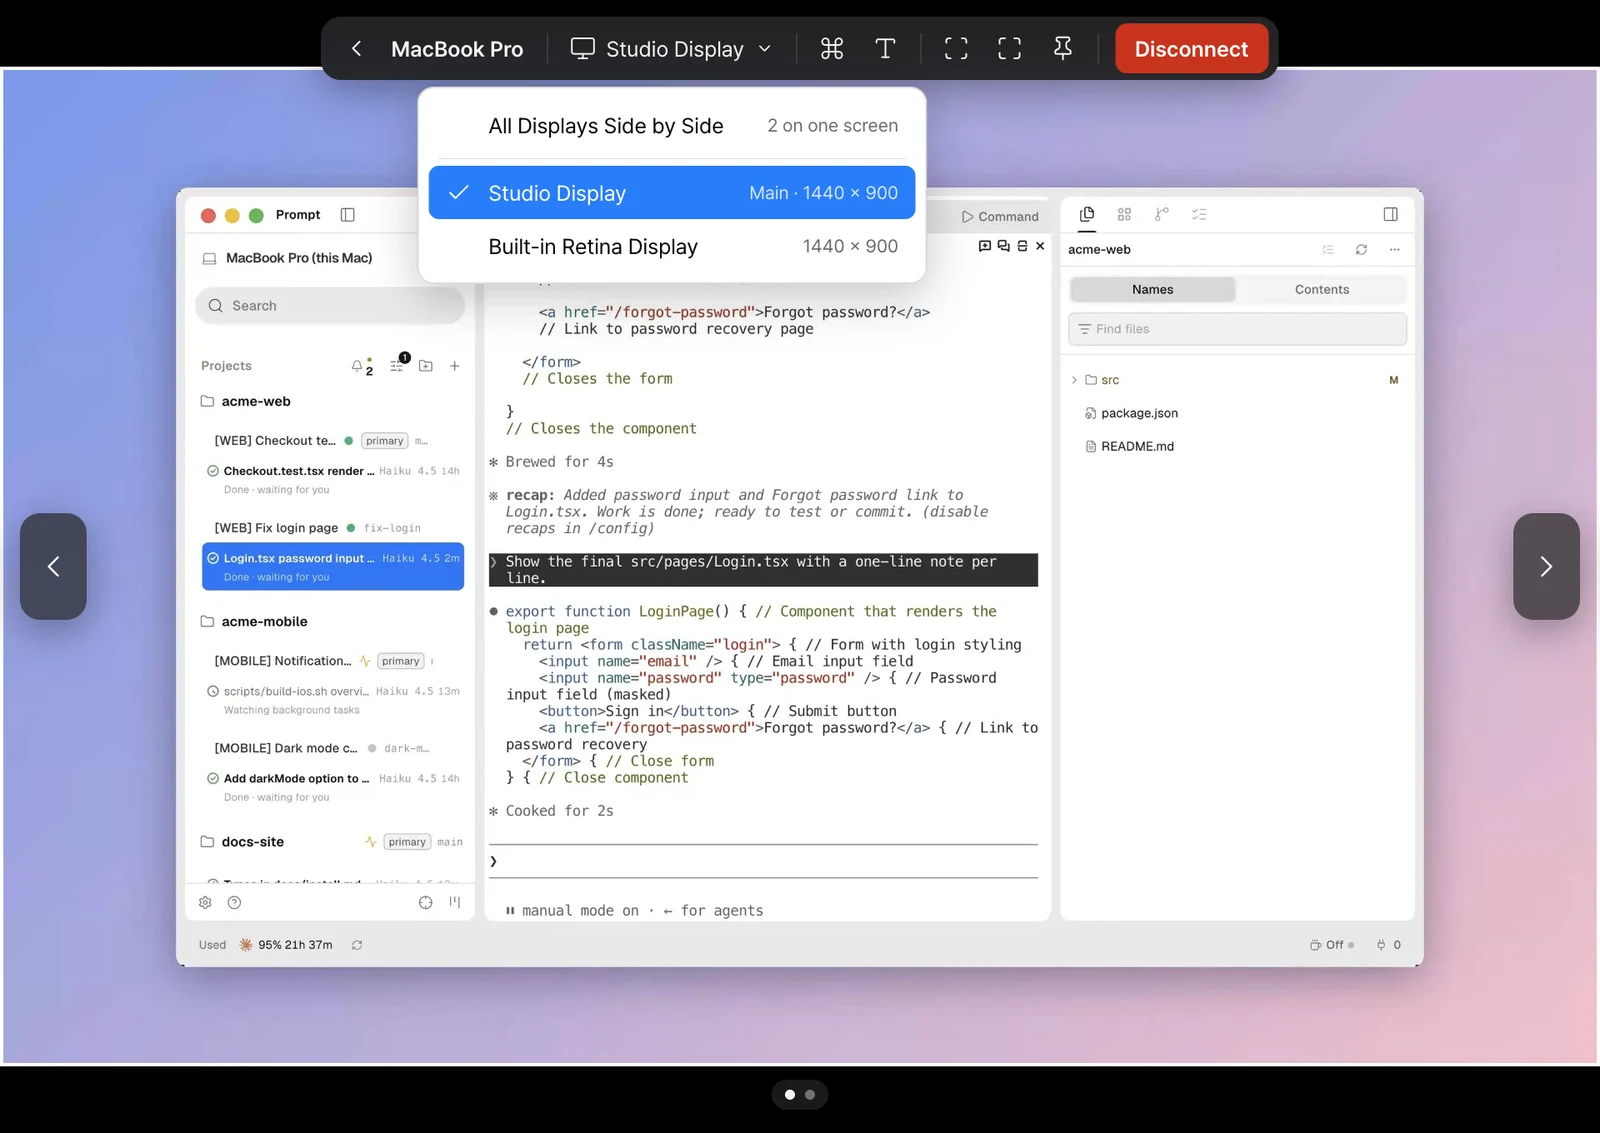 MacBook Pro
Studio Display
Disconnect
All Displays Side by Side 2 on one screen
Studio Display Main · 1440 × 900
Built-in Retina Display 1440 × 900
Prompt
MacBook Pro (this Mac)
Search
Projects 2 1
acme-web
[WEB] Checkout te... primary m...
Checkout.test.tsx render ... Haiku 4.5 14h
Done · waiting for you
[WEB] Fix login page fix-login
Login.tsx password input ... Haiku 4.5 2m
Done · waiting for you
acme-mobile
[MOBILE] Notification... primary
scripts/build-ios.sh overvi... Haiku 4.5 13m
Watching background tasks
[MOBILE] Dark mode c... dark-m...
Add darkMode option to ... Haiku 4.5 14h
Done · waiting for you
docs-site primary main
Used 95% 21h 37m
Command
<a href="/forgot-password">Forgot password?</a>
// Link to password recovery page
</form>
// Closes the form
}
// Closes the component
✻ Brewed for 4s
※ recap: Added password input and Forgot password link to
Login.tsx. Work is done; ready to test or commit. (disable
recaps in /config)
❯ Show the final src/pages/Login.tsx with a one-line note per
line.
● export function LoginPage() { // Component that renders the
login page
return <form className="login"> { // Form with login styling
<input name="email" /> { // Email input field
<input name="password" type="password" /> { // Password
input field (masked)
<button>Sign in</button> { // Submit button
<a href="/forgot-password">Forgot password?</a> { // Link to
password recovery
</form> { // Close form
} { // Close component
✻ Cooked for 2s
❯
⏸ manual mode on · ← for agents
acme-web
Names Contents
Find files
src M
package.json
README.md
Off 0